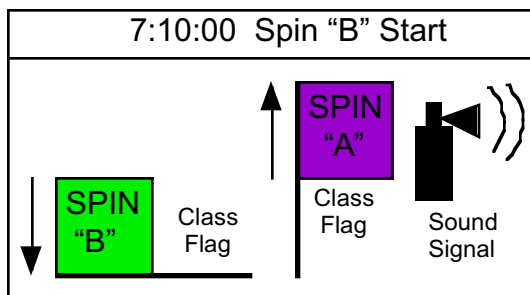 7:10:00 Spin “B” Start
SPIN
“A”
Class
Flag
Sound
Signal
SPIN
“B”
Class
Flag